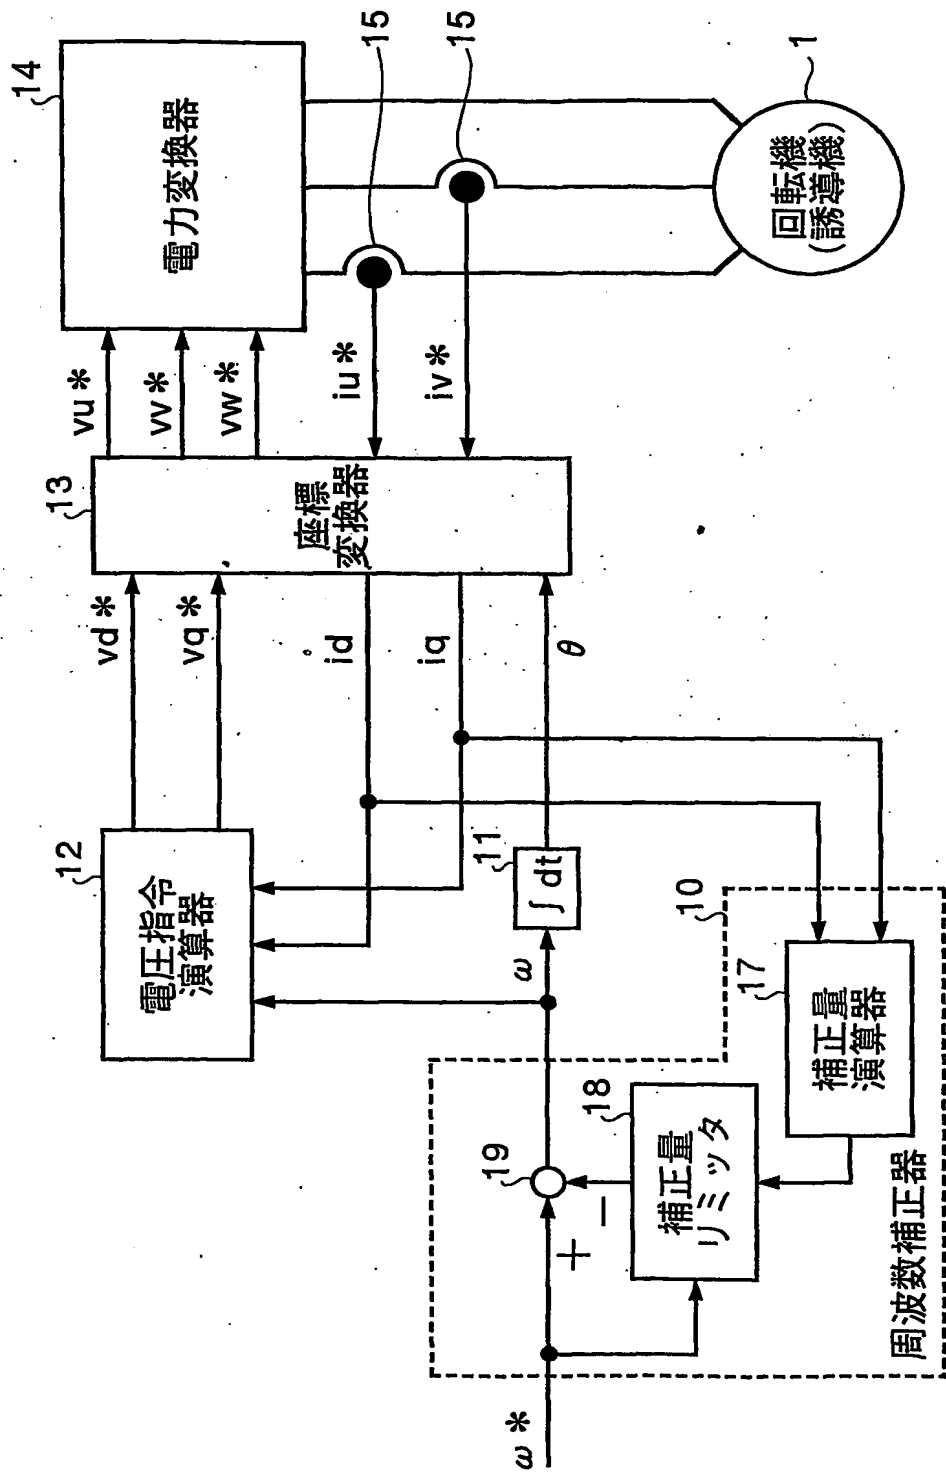 14
電力変換器
15
15
1
回転機
(誘導機)
vu*
vv*
vw*
iu*
iv*
13
座標
変換器
vd*
vq*
id
iq
θ
12
電圧指令
演算器
11
∫dt
ω
10
17
補正量
演算器
18
補正量
リミッタ
19
+
−
周波数補正器
ω*